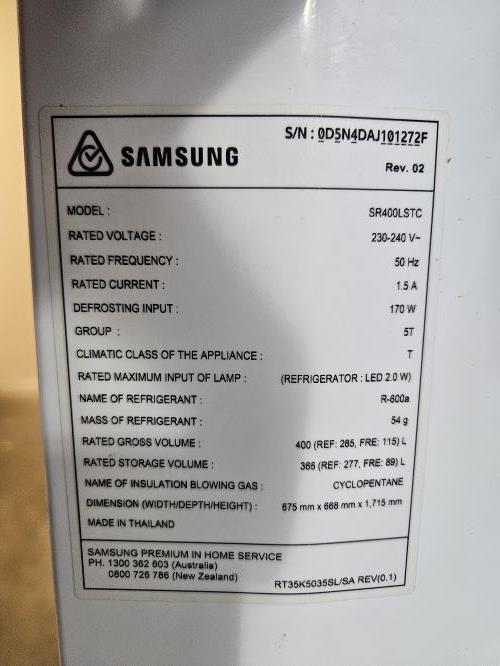 S/N : 0D5N4DAJ101272F
SAMSUNG
Rev. 02
MODEL : SR400LSTC
RATED VOLTAGE : 230-240 V~
RATED FREQUENCY : 50 Hz
RATED CURRENT : 1.5 A
DEFROSTING INPUT : 170 W
GROUP : 5T
CLIMATIC CLASS OF THE APPLIANCE : T
RATED MAXIMUM INPUT OF LAMP : (REFRIGERATOR : LED 2.0 W)
NAME OF REFRIGERANT : R-600a
MASS OF REFRIGERANT : 54 g
RATED GROSS VOLUME : 400 (REF: 285, FRE: 115) L
RATED STORAGE VOLUME : 366 (REF: 277, FRE: 89) L
NAME OF INSULATION BLOWING GAS : CYCLOPENTANE
DIMENSION (WIDTH/DEPTH/HEIGHT) : 675 mm x 668 mm x 1,715 mm
MADE IN THAILAND
SAMSUNG PREMIUM IN HOME SERVICE
PH. 1300 362 603 (Australia)
0800 726 786 (New Zealand)
RT35K5035SL/SA REV(0.1)